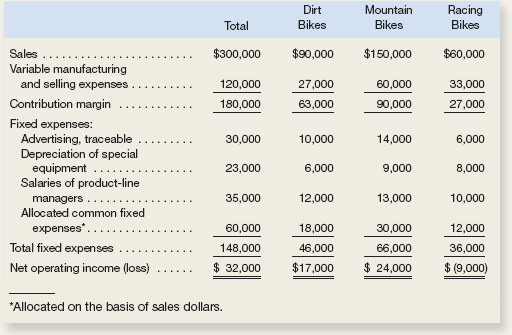 Total Dirt Bikes Mountain Bikes Racing Bikes
Sales . . . . . . . . . . . . . . . . . . . . . . . . $300,000 $90,000 $150,000 $60,000
Variable manufacturing
and selling expenses . . . . . . . . . . 120,000 27,000 60,000 33,000
Contribution margin . . . . . . . . . . . . 180,000 63,000 90,000 27,000
Fixed expenses:
Advertising, traceable . . . . . . . . . 30,000 10,000 14,000 6,000
Depreciation of special
equipment . . . . . . . . . . . . . . . . 23,000 6,000 9,000 8,000
Salaries of product-line
managers . . . . . . . . . . . . . . . . . 35,000 12,000 13,000 10,000
Allocated common fixed
expenses*. . . . . . . . . . . . . . . . . 60,000 18,000 30,000 12,000
Total fixed expenses . . . . . . . . . . . . 148,000 46,000 66,000 36,000
Net operating income (loss) . . . . . . $ 32,000 $17,000 $ 24,000 $ (9,000)
*Allocated on the basis of sales dollars.